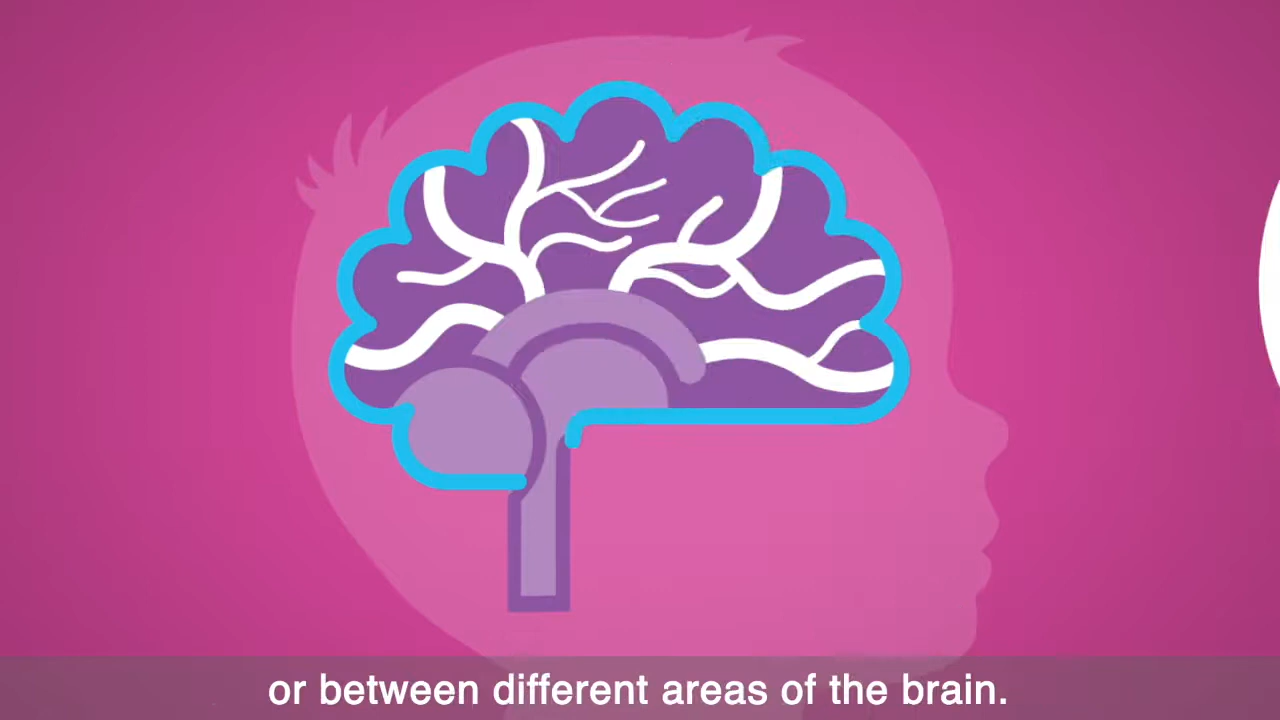 or between different areas of the brain.